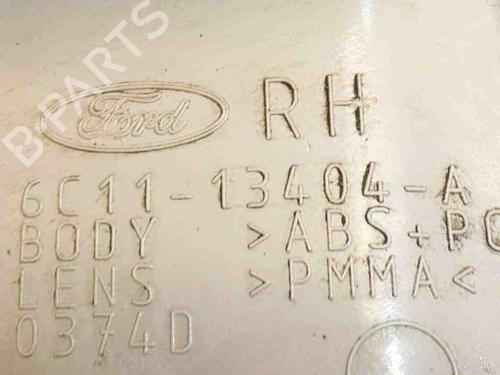 B-PARTS
Ford RH
6C11-13404-A
BODY >ABS+PC
LENS >PMMA<
0374D